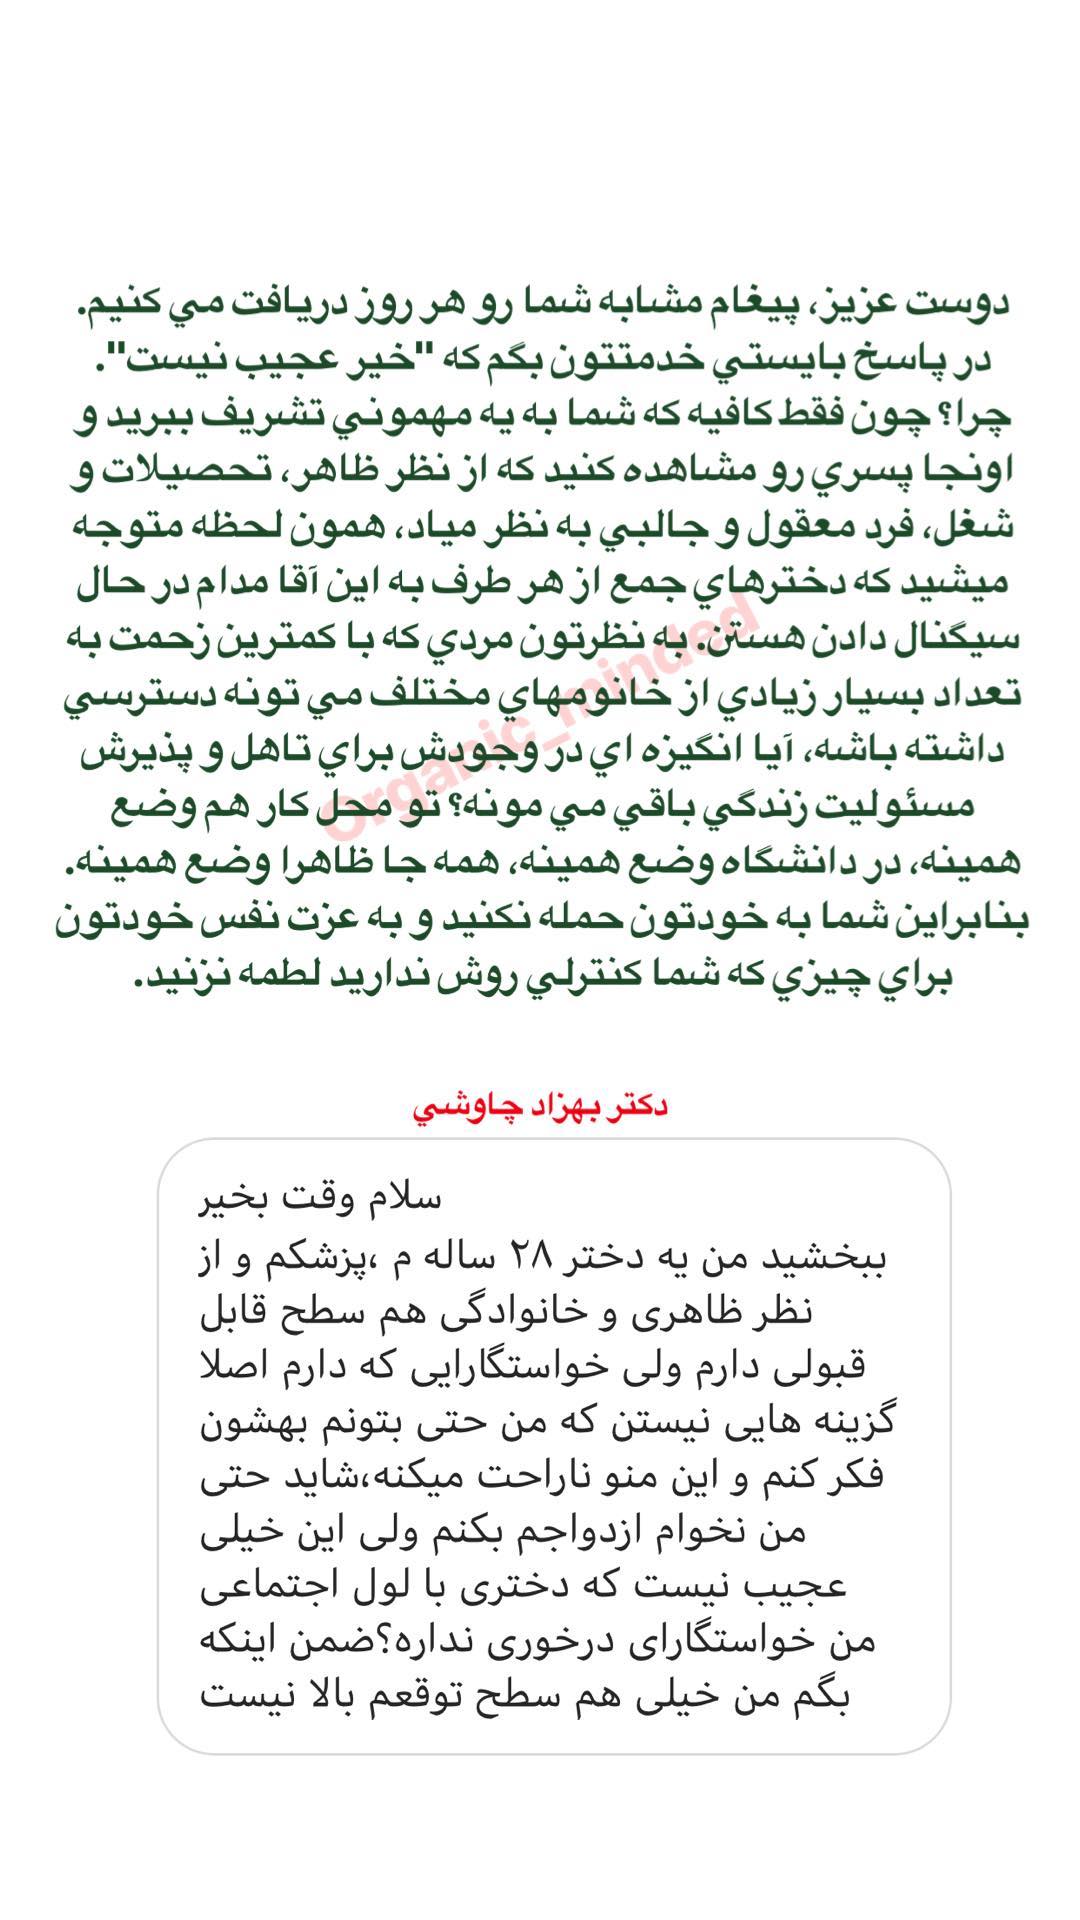 دوست عزيز، پيغام مشابه شما رو هر روز دريافت مي كنيم.
در پاسخ بايستي خدمتتون بگم كه "خير عجيب نيست".
چرا؟ چون فقط كافيه كه شما به يه مهموني تشريف ببريد و
اونجا پسري رو مشاهده كنيد كه از نظر ظاهر، تحصيلات و
شغل، فرد معقول و جالبي به نظر مياد، همون لحظه متوجه
ميشيد كه دخترهاي جمع از هر طرف به اين آقا مدام در حال
سيگنال دادن هستن. به نظرتون مردي كه با كمترين زحمت به
تعداد بسيار زيادي از خانومهاي مختلف مي تونه دسترسي
داشته باشه، آيا انگيزه اي در وجودش براي تاهل و پذيرش
مسئوليت زندگي باقي مي مونه؟ تو محل كار هم وضع
همينه، در دانشگاه وضع همينه، همه جا ظاهرا وضع همينه.
بنابراين شما به خودتون حمله نكنيد و به عزت نفس خودتون
براي چيزي كه شما كنترلي روش نداريد لطمه نزنيد.
Organic_minded
دكتر بهزاد چاوشي
سلام وقت بخیر
ببخشید من یه دختر ۲۸ ساله م ،پزشکم و از
نظر ظاهری و خانوادگی هم سطح قابل
قبولی دارم ولی خواستگارایی که دارم اصلا
گزینه هایی نیستن که من حتی بتونم بهشون
فکر کنم و این منو ناراحت میکنه،شاید حتی
من نخوام ازدواجم بکنم ولی این خیلی
عجیب نیست که دختری با لول اجتماعی
من خواستگارای درخوری نداره؟ضمن اینکه
بگم من خیلی هم سطح توقعم بالا نیست